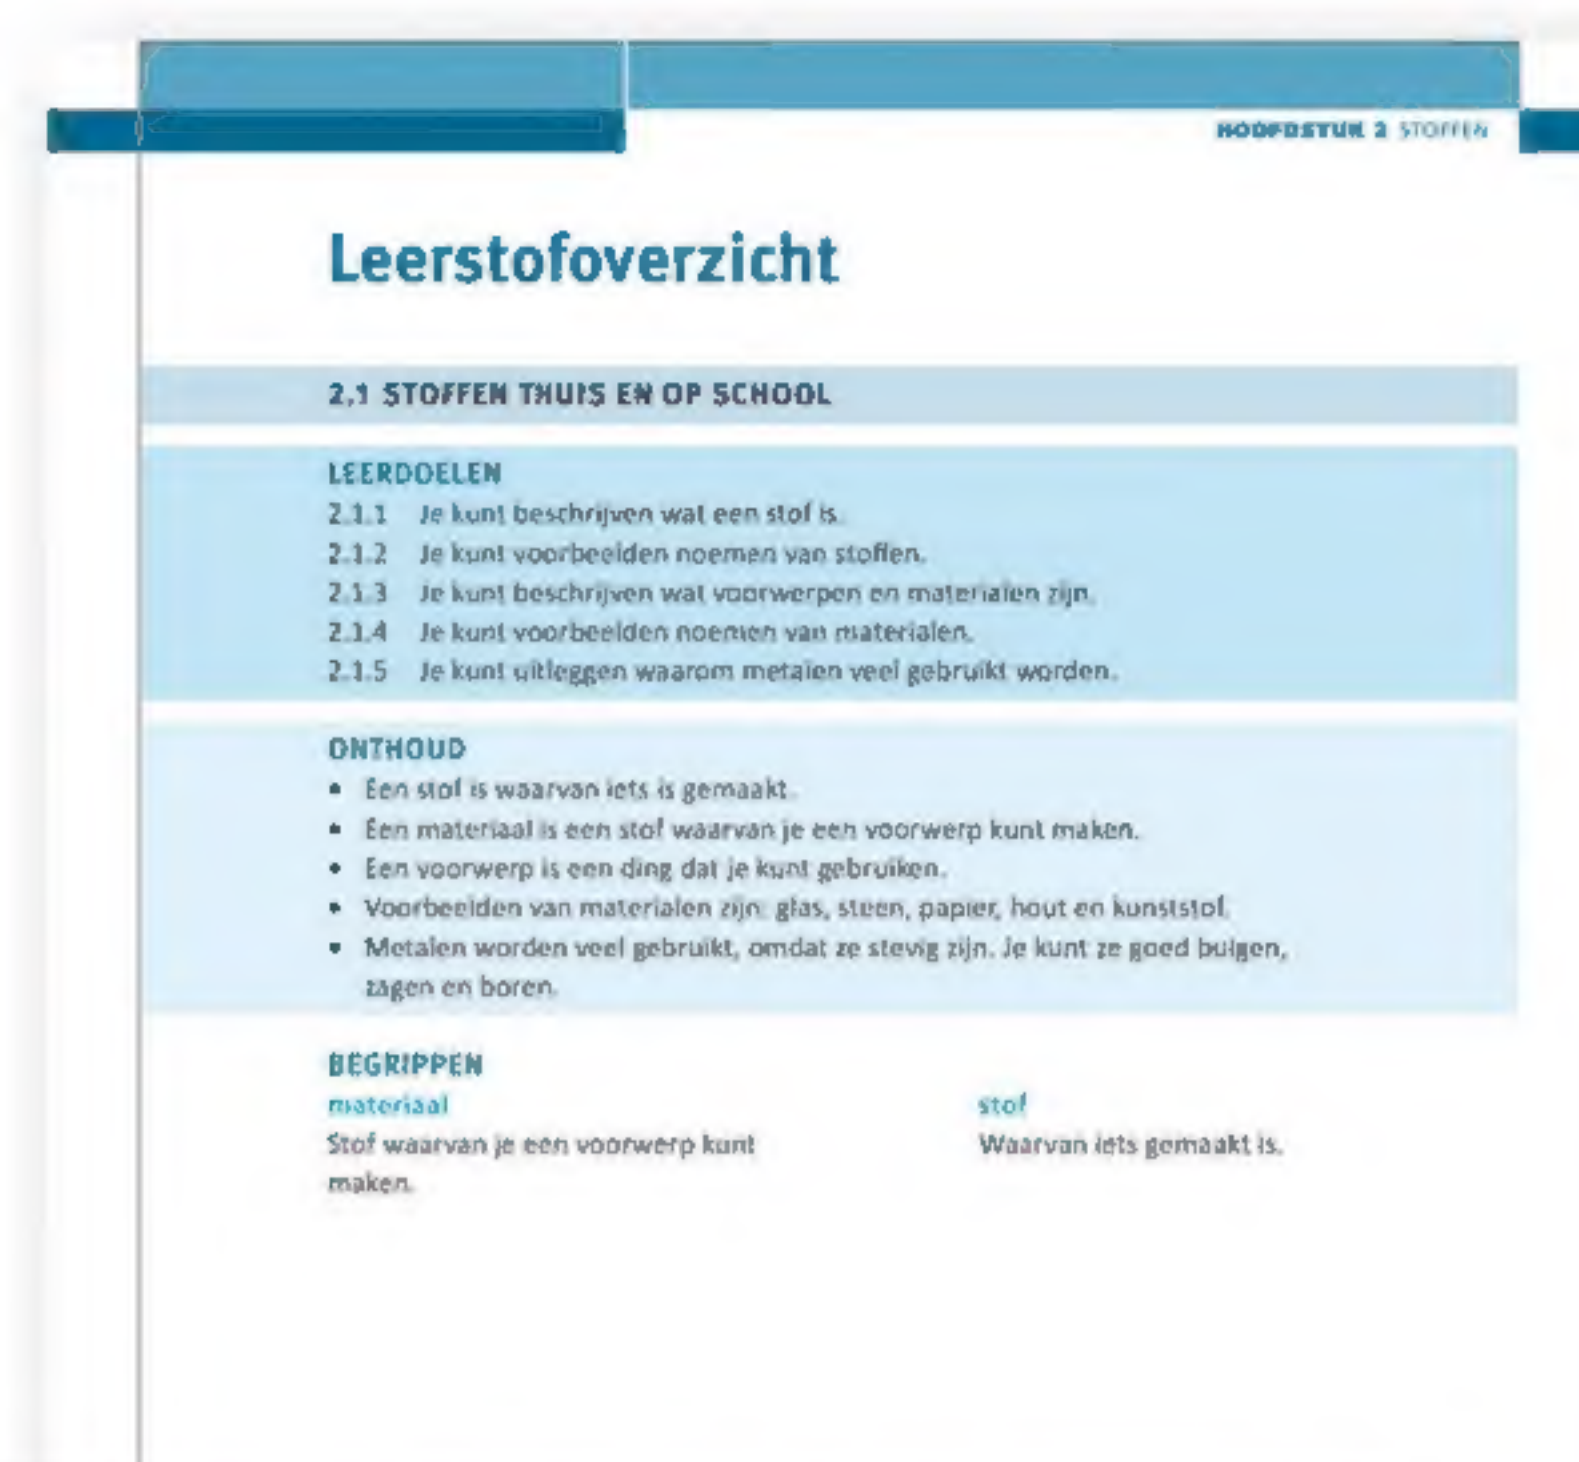 HOOFDSTUK 2 STOFFEN
Leerstofoverzicht
2.1 STOFFEN THUIS EN OP SCHOOL
LEERDOELEN
2.1.1 Je kunt beschrijven wat een stof is.
2.1.2 Je kunt voorbeelden noemen van stoffen.
2.1.3 Je kunt beschrijven wat voorwerpen en materialen zijn.
2.1.4 Je kunt voorbeelden noemen van materialen.
2.1.5 Je kunt uitleggen waarom metalen veel gebruikt worden.
ONTHOUD
• Een stof is waarvan iets is gemaakt.
• Een materiaal is een stof waarvan je een voorwerp kunt maken.
• Een voorwerp is een ding dat je kunt gebruiken.
• Voorbeelden van materialen zijn: glas, steen, papier, hout en kunststof.
• Metalen worden veel gebruikt, omdat ze stevig zijn. Je kunt ze goed buigen,
zagen en boren.
BEGRIPPEN
materiaal
Stof waarvan je een voorwerp kunt
maken.
stof
Waarvan iets gemaakt is.